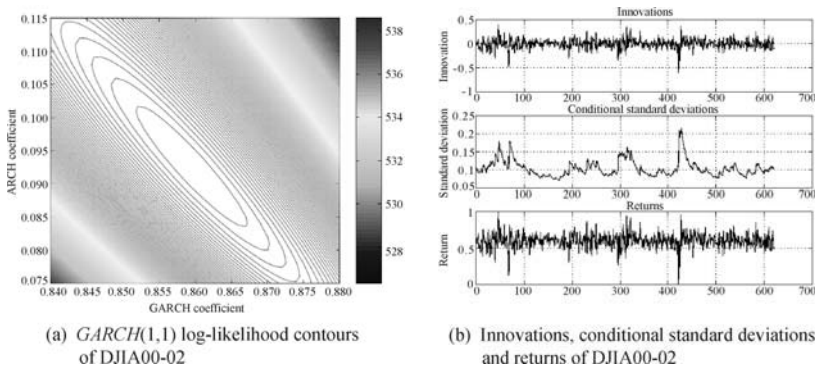 0.115
0.110
0.105
0.100
0.095
0.090
0.085
0.080
0.075
ARCH coefficient
0.840 0.845 0.850 0.855 0.860 0.865 0.870 0.875 0.880
GARCH coefficient
538
536
534
532
530
528
(a) GARCH(1,1) log-likelihood contours
of DJIA00-02
Innovations
Innovation
0.5
0
-0.5
1
0 100 200 300 400 500 600 700
Conditional standard deviations
Standard deviation
0.2
0.15
0.1
0.05
0 100 200 300 400 500 600 700
Returns
Return
1
0.5
0
0 100 200 300 400 500 600 700
(b) Innovations, conditional standard deviations
and returns of DJIA00-02